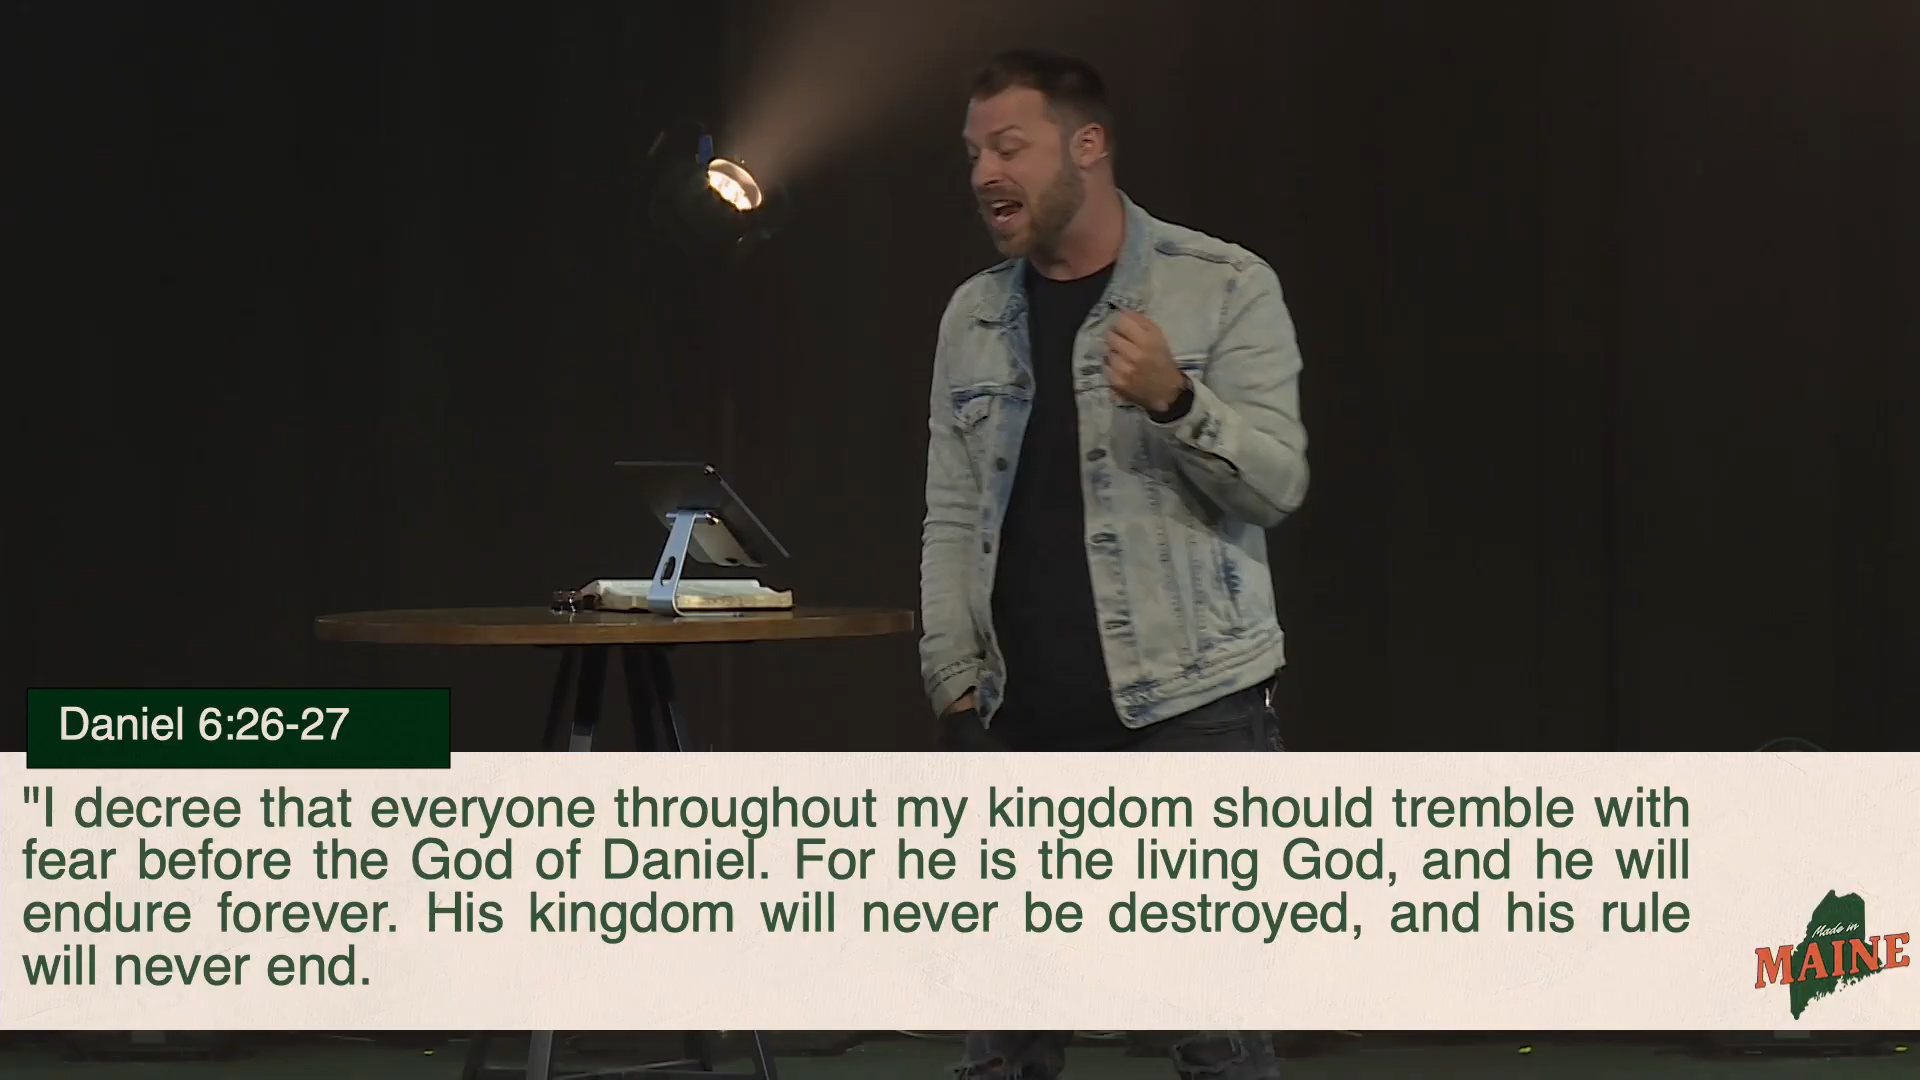 Daniel 6:26-27
"I decree that everyone throughout my kingdom should tremble with
fear before the God of Daniel. For he is the living God, and he will
endure forever. His kingdom will never be destroyed, and his rule
will never end.
Made in
MAINE